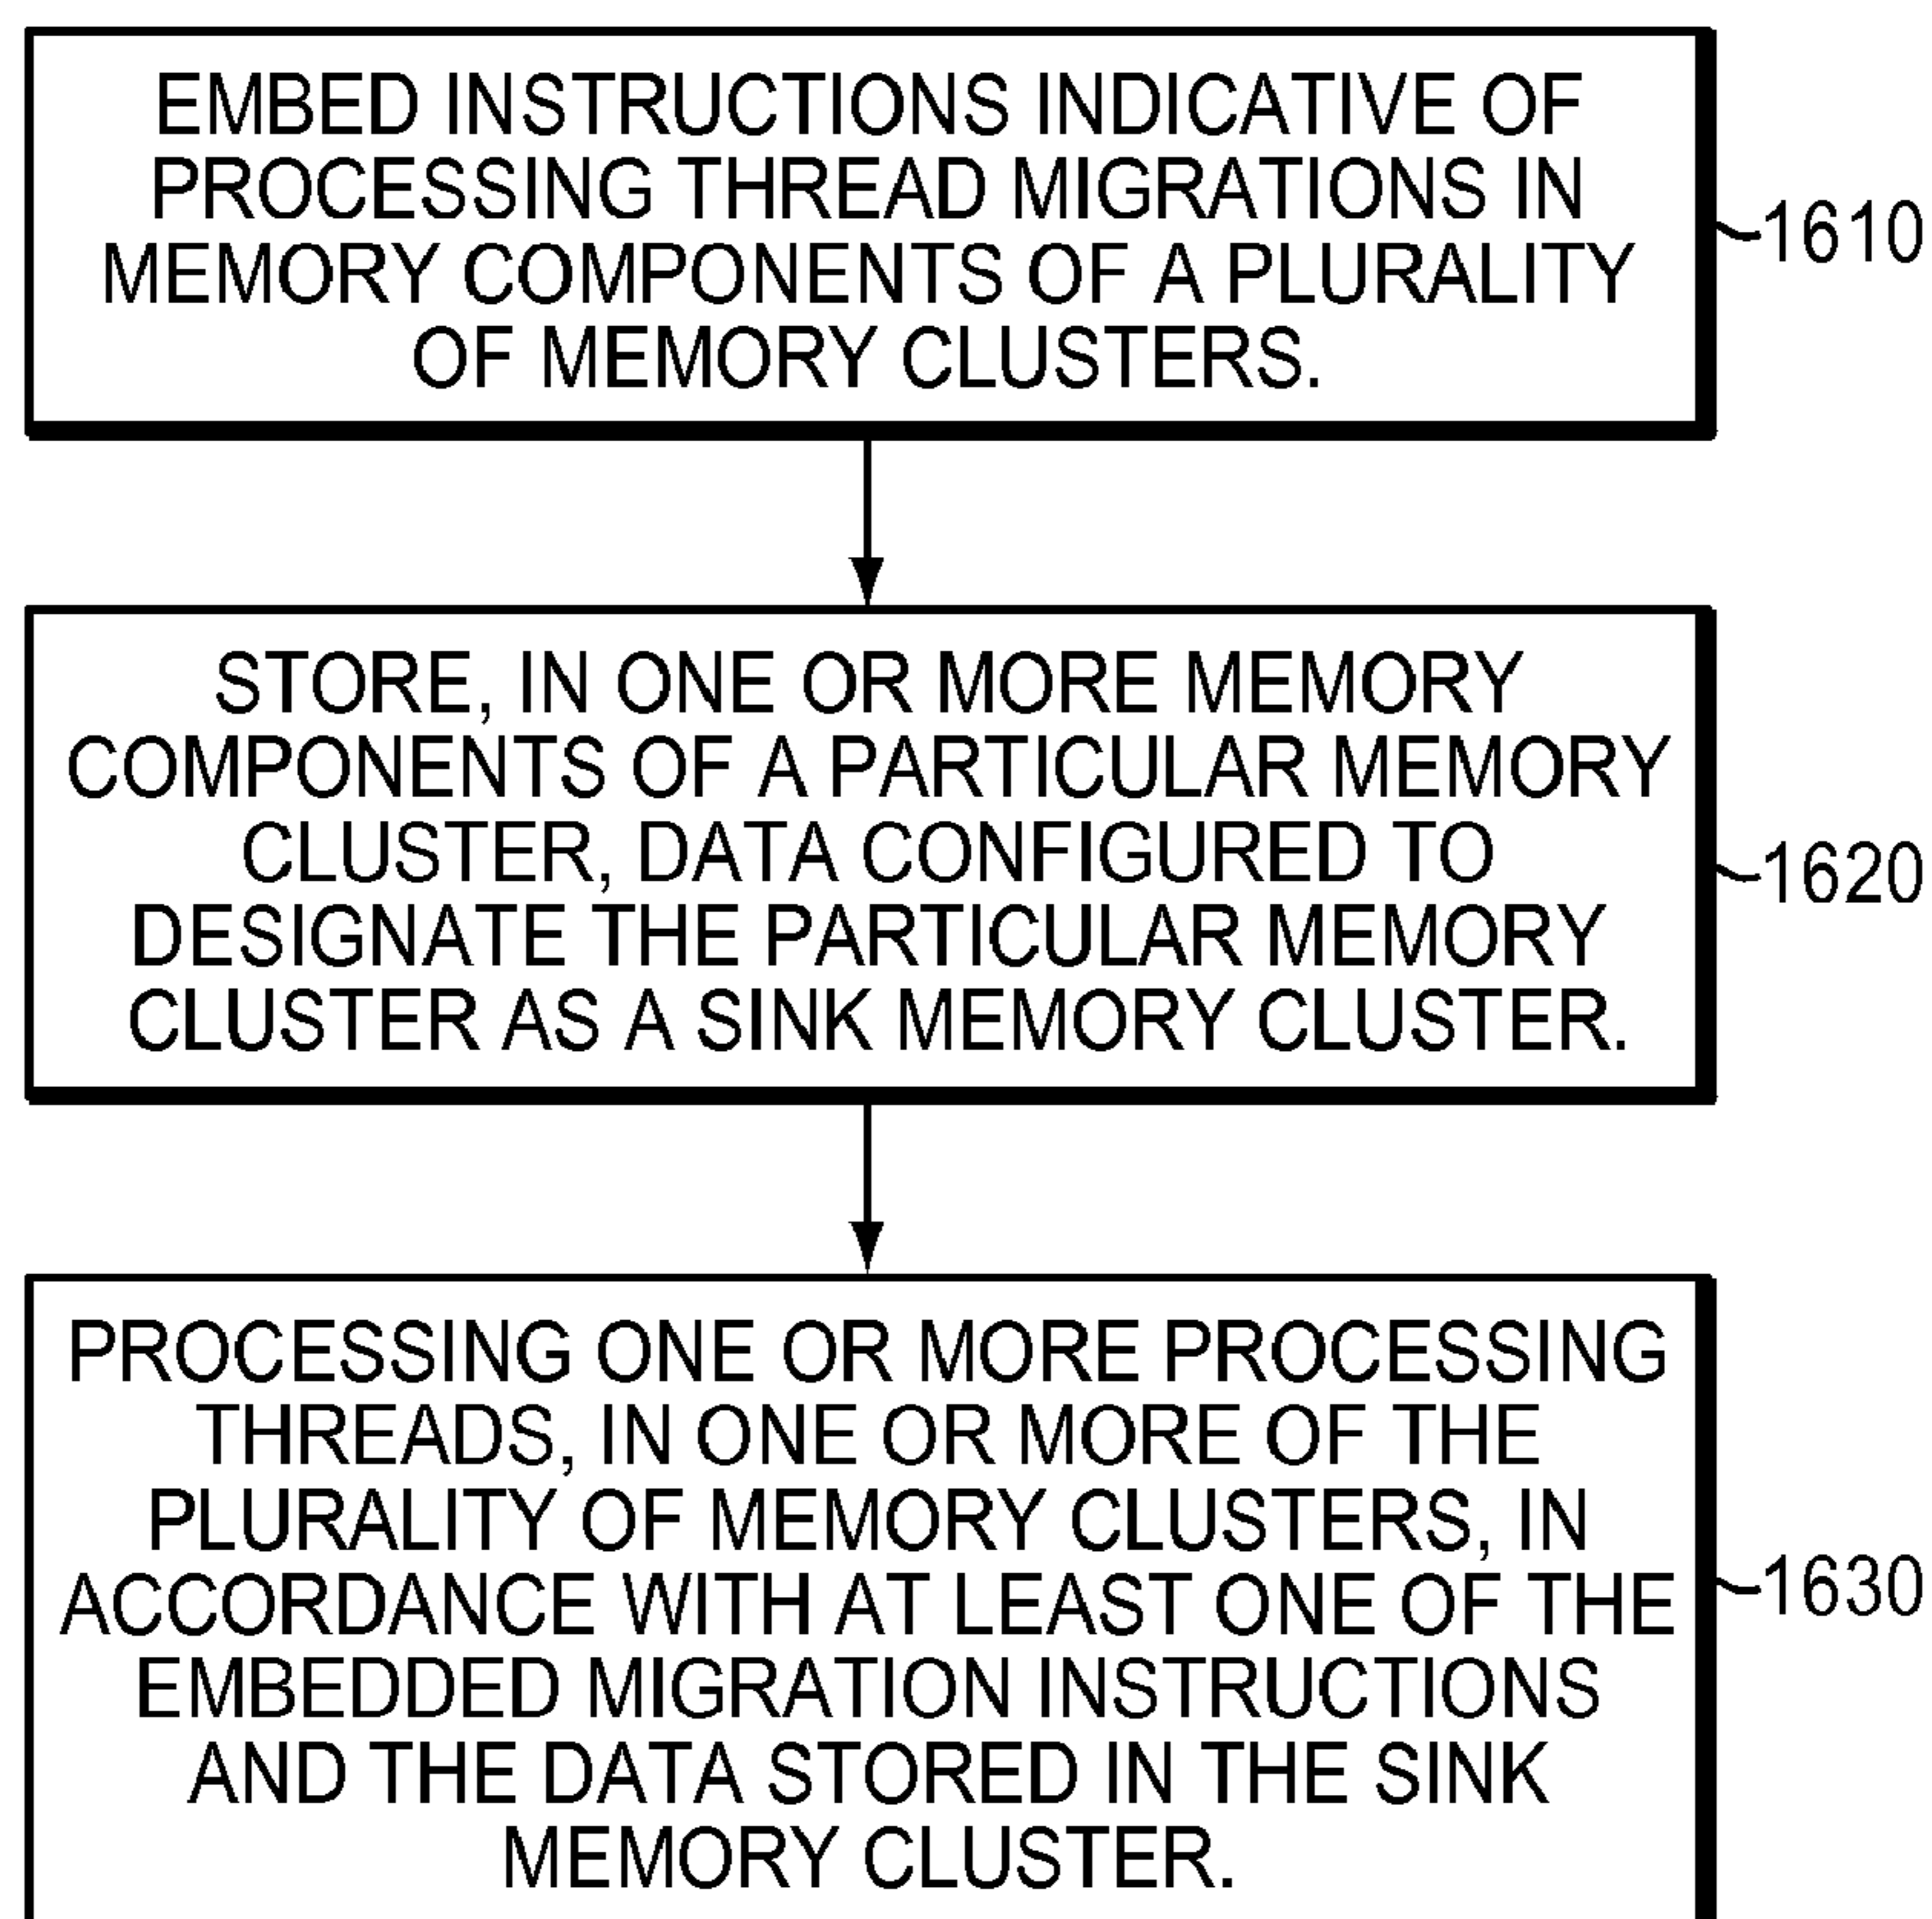 EMBED INSTRUCTIONS INDICATIVE OF
PROCESSING THREAD MIGRATIONS IN
MEMORY COMPONENTS OF A PLURALITY
OF MEMORY CLUSTERS.
1610
STORE, IN ONE OR MORE MEMORY
COMPONENTS OF A PARTICULAR MEMORY
CLUSTER, DATA CONFIGURED TO
DESIGNATE THE PARTICULAR MEMORY
CLUSTER AS A SINK MEMORY CLUSTER.
1620
PROCESSING ONE OR MORE PROCESSING
THREADS, IN ONE OR MORE OF THE
PLURALITY OF MEMORY CLUSTERS, IN
ACCORDANCE WITH AT LEAST ONE OF THE
EMBEDDED MIGRATION INSTRUCTIONS
AND THE DATA STORED IN THE SINK
MEMORY CLUSTER.
1630